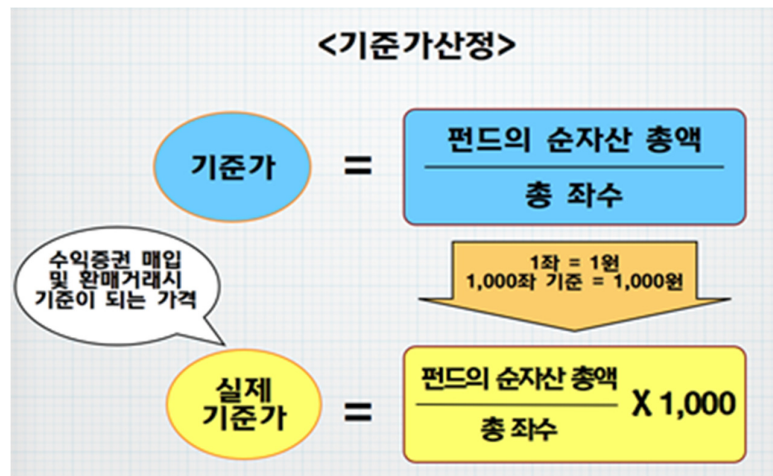 <기준가산정>
기준가
=
펀드의 순자산 총액
총 좌수
수익증권 매입
및 환매거래시
기준이 되는 가격
1좌 = 1원
1,000좌 기준 = 1,000원
실제
기준가
=
펀드의 순자산 총액
총 좌수
X 1,000